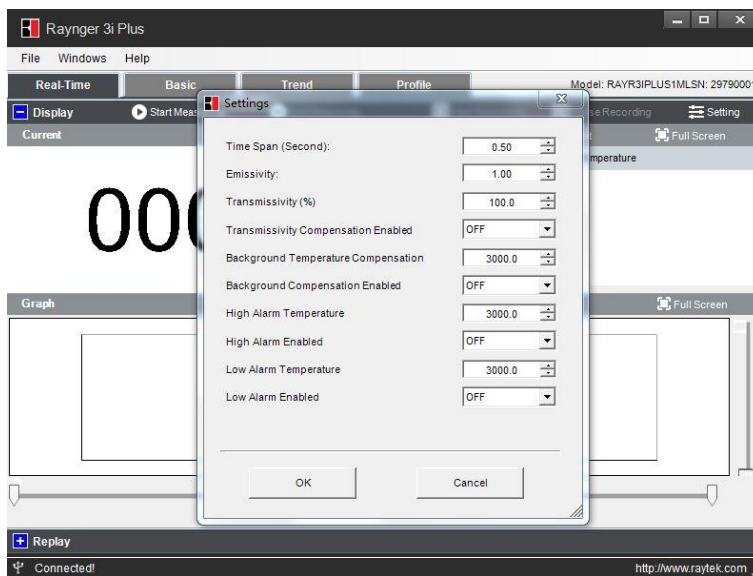 Raynger 3i Plus
File Windows Help
Real-Time Basic Trend Profile Model: RAYR3IPLUS1MLSN: 2979000
Display Start Meas Recording Setting
Current Full Screen
Settings
mperature
000
Time Span (Second): 0.50
Emissivity: 1.00
Transmissivity (%) 100.0
Transmissivity Compensation Enabled OFF
Background Temperature Compensation 3000.0
Background Compensation Enabled OFF
High Alarm Temperature 3000.0
High Alarm Enabled OFF
Low Alarm Temperature 3000.0
Low Alarm Enabled OFF
Graph Full Screen
OK Cancel
Replay
Connected! http://www.raytek.com